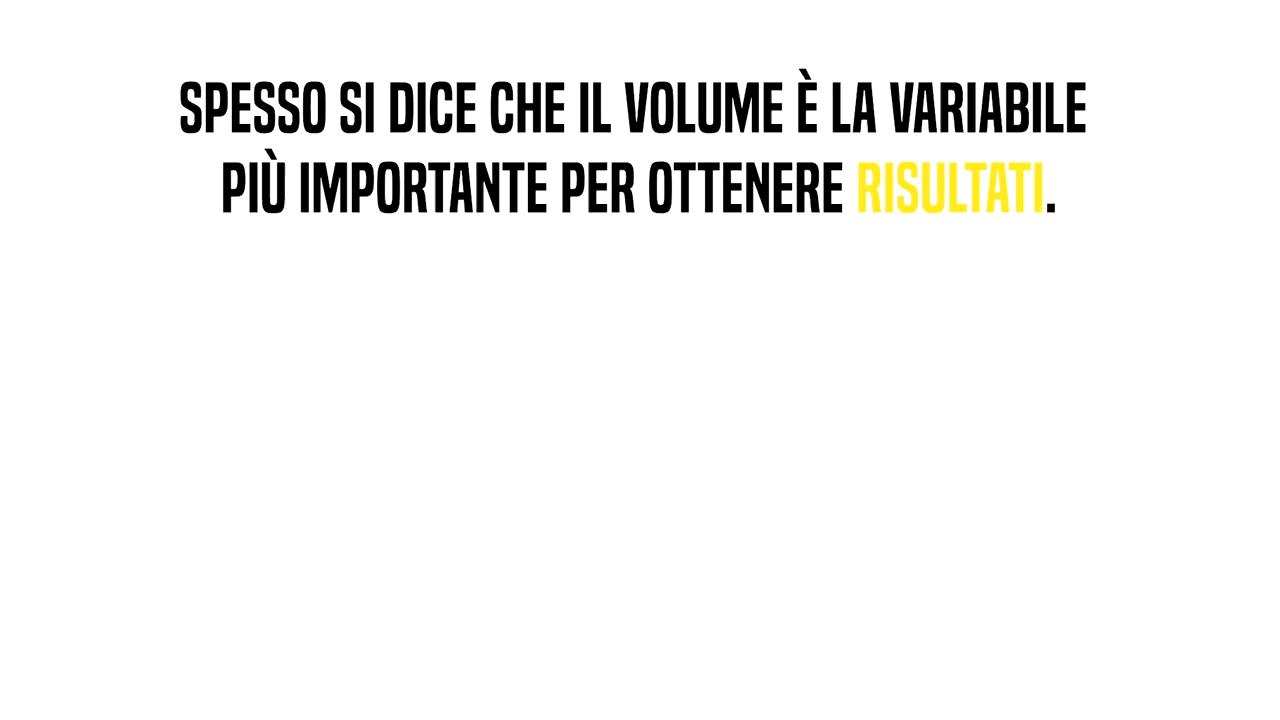 SPESSO SI DICE CHE IL VOLUME È LA VARIABILE
PIÙ IMPORTANTE PER OTTENERE RISULTATI.